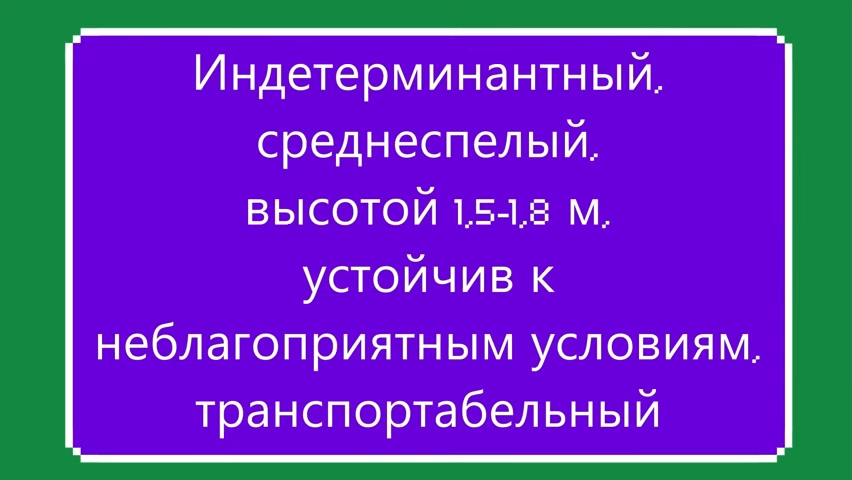 Индетерминантный,
среднеспелый,
высотой 1,5-1,8 м,
устойчив к
неблагоприятным условиям,
транспортабельный